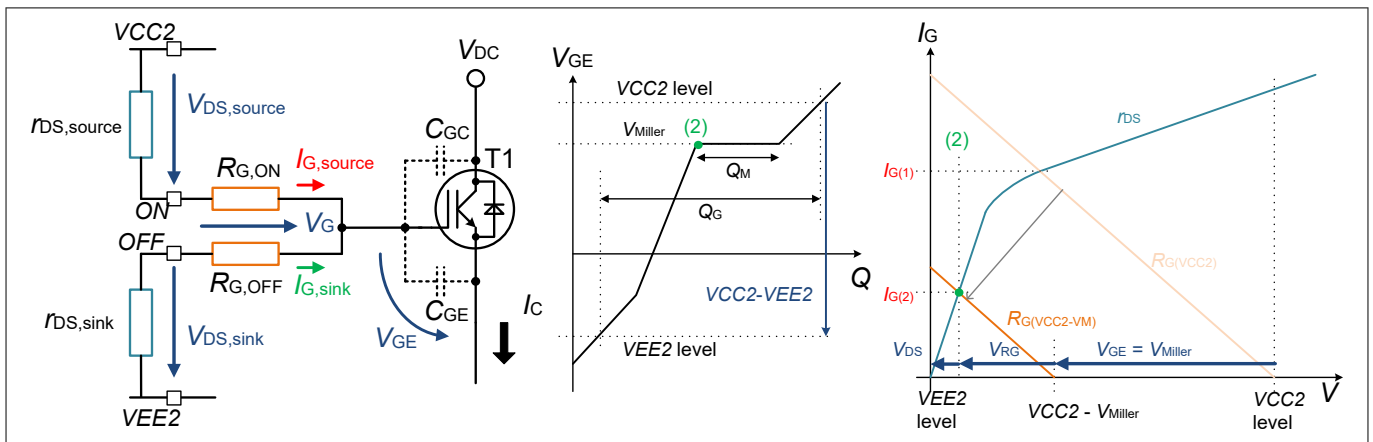 VCC2
VDS,source
rDS,source
RG,ON
IG,source
ON
VG
OFF
RG,OFF
IG,sink
rDS,sink
VDS,sink
VEE2
VDC
CGC
T1
CGE
VGE
IC
VGE
VCC2 level
VMiller
(2)
QM
QG
Q
VCC2-VEE2
VEE2 level
IG
rDS
(2)
IG(1)
RG(VCC2)
IG(2)
RG(VCC2-VM)
VDS
VRG
VGE = VMiller
VEE2
level
VCC2 - VMiller
VCC2
level
V